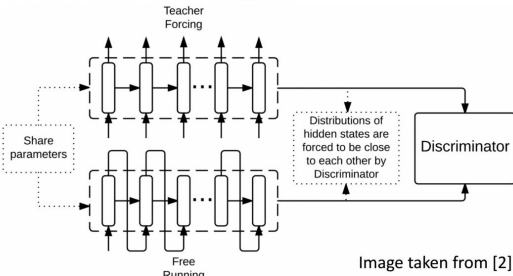 Teacher
Forcing
Share
parameters
Distributions of
hidden states are
forced to be close
to each other by
Discriminator
Discriminator
Free
Running
Image taken from [2]